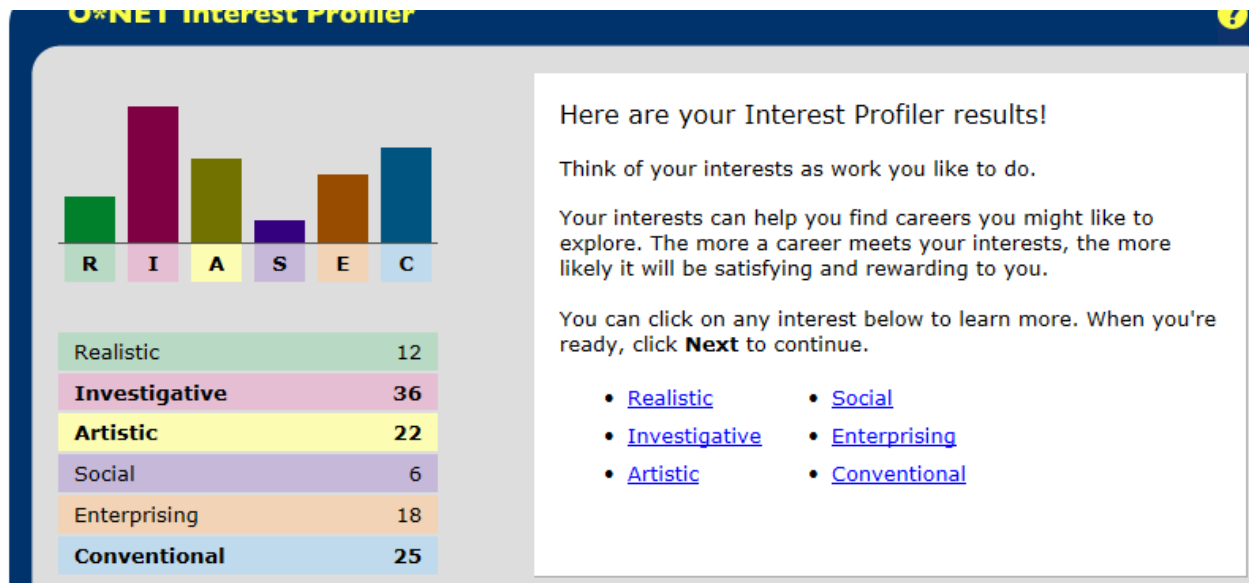 O*NET Interest Profiler
?
R I A S E C
Realistic 12
Investigative 36
Artistic 22
Social 6
Enterprising 18
Conventional 25
Here are your Interest Profiler results!
Think of your interests as work you like to do.
Your interests can help you find careers you might like to
explore. The more a career meets your interests, the more
likely it will be satisfying and rewarding to you.
You can click on any interest below to learn more. When you're
ready, click Next to continue.
• Realistic
• Investigative
• Artistic
• Social
• Enterprising
• Conventional